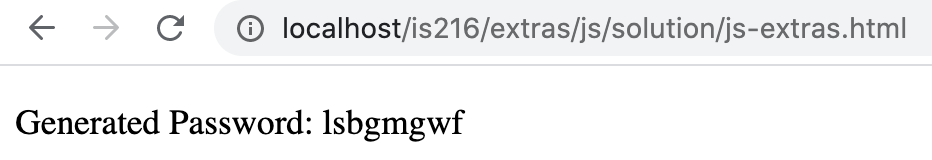 localhost/is216/extras/js/solution/js-extras.html
Generated Password: lsbgmgwf